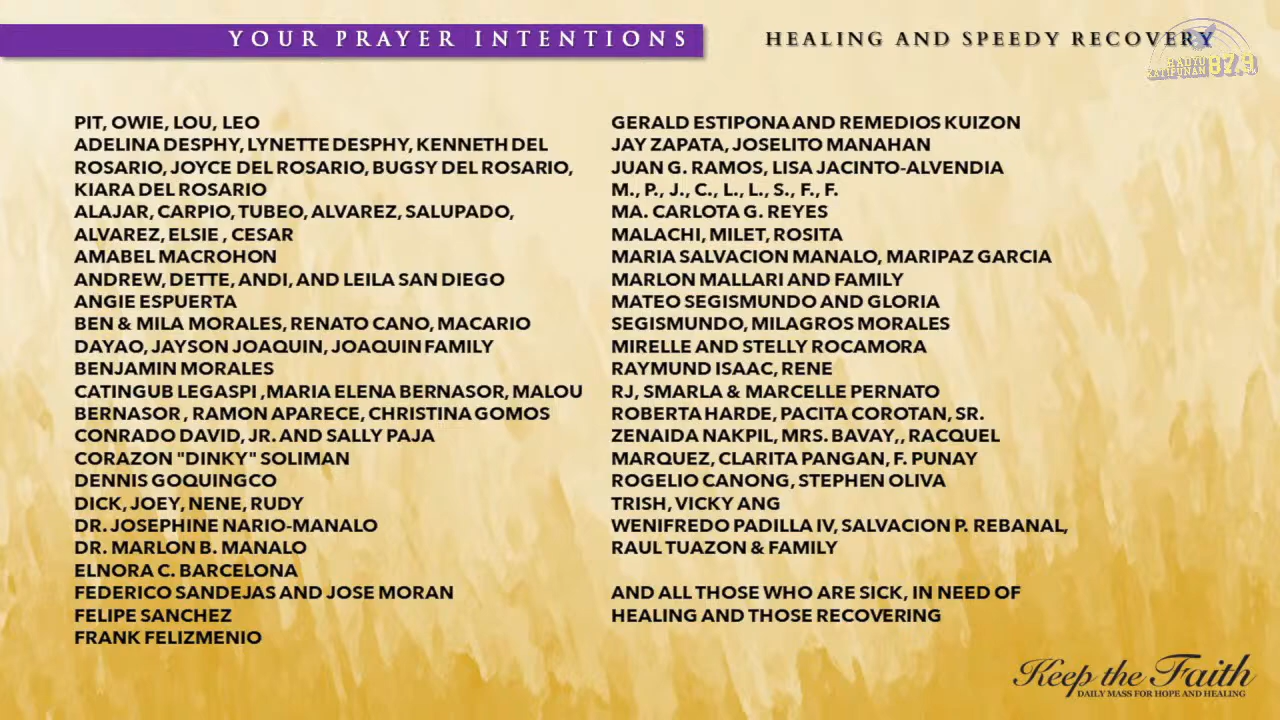 YOUR PRAYER INTENTIONS
HEALING AND SPEEDY RECOVERY
RADYO
KATIPUNAN 87.9
PIT, OWIE, LOU, LEO
ADELINA DESPHY, LYNETTE DESPHY, KENNETH DEL
ROSARIO, JOYCE DEL ROSARIO, BUGSY DEL ROSARIO,
KIARA DEL ROSARIO
ALAJAR, CARPIO, TUBEO, ALVAREZ, SALUPADO,
ALVAREZ, ELSIE , CESAR
AMABEL MACROHON
ANDREW, DETTE, ANDI, AND LEILA SAN DIEGO
ANGIE ESPUERTA
BEN & MILA MORALES, RENATO CANO, MACARIO
DAYAO, JAYSON JOAQUIN, JOAQUIN FAMILY
BENJAMIN MORALES
CATINGUB LEGASPI ,MARIA ELENA BERNASOR, MALOU
BERNASOR , RAMON APARECE, CHRISTINA GOMOS
CONRADO DAVID, JR. AND SALLY PAJA
CORAZON "DINKY" SOLIMAN
DENNIS GOQUINGCO
DICK, JOEY, NENE, RUDY
DR. JOSEPHINE NARIO-MANALO
DR. MARLON B. MANALO
ELNORA C. BARCELONA
FEDERICO SANDEJAS AND JOSE MORAN
FELIPE SANCHEZ
FRANK FELIZMENIO
GERALD ESTIPONA AND REMEDIOS KUIZON
JAY ZAPATA, JOSELITO MANAHAN
JUAN G. RAMOS, LISA JACINTO-ALVENDIA
M., P., J., C., L., L., S., F., F.
MA. CARLOTA G. REYES
MALACHI, MILET, ROSITA
MARIA SALVACION MANALO, MARIPAZ GARCIA
MARLON MALLARI AND FAMILY
MATEO SEGISMUNDO AND GLORIA
SEGISMUNDO, MILAGROS MORALES
MIRELLE AND STELLY ROCAMORA
RAYMUND ISAAC, RENE
RJ, SMARLA & MARCELLE PERNATO
ROBERTA HARDE, PACITA COROTAN, SR.
ZENAIDA NAKPIL, MRS. BAVAY,, RACQUEL
MARQUEZ, CLARITA PANGAN, F. PUNAY
ROGELIO CANONG, STEPHEN OLIVA
TRISH, VICKY ANG
WENIFREDO PADILLA IV, SALVACION P. REBANAL,
RAUL TUAZON & FAMILY
AND ALL THOSE WHO ARE SICK, IN NEED OF
HEALING AND THOSE RECOVERING
Keep the Faith
DAILY MASS FOR HOPE AND HEALING